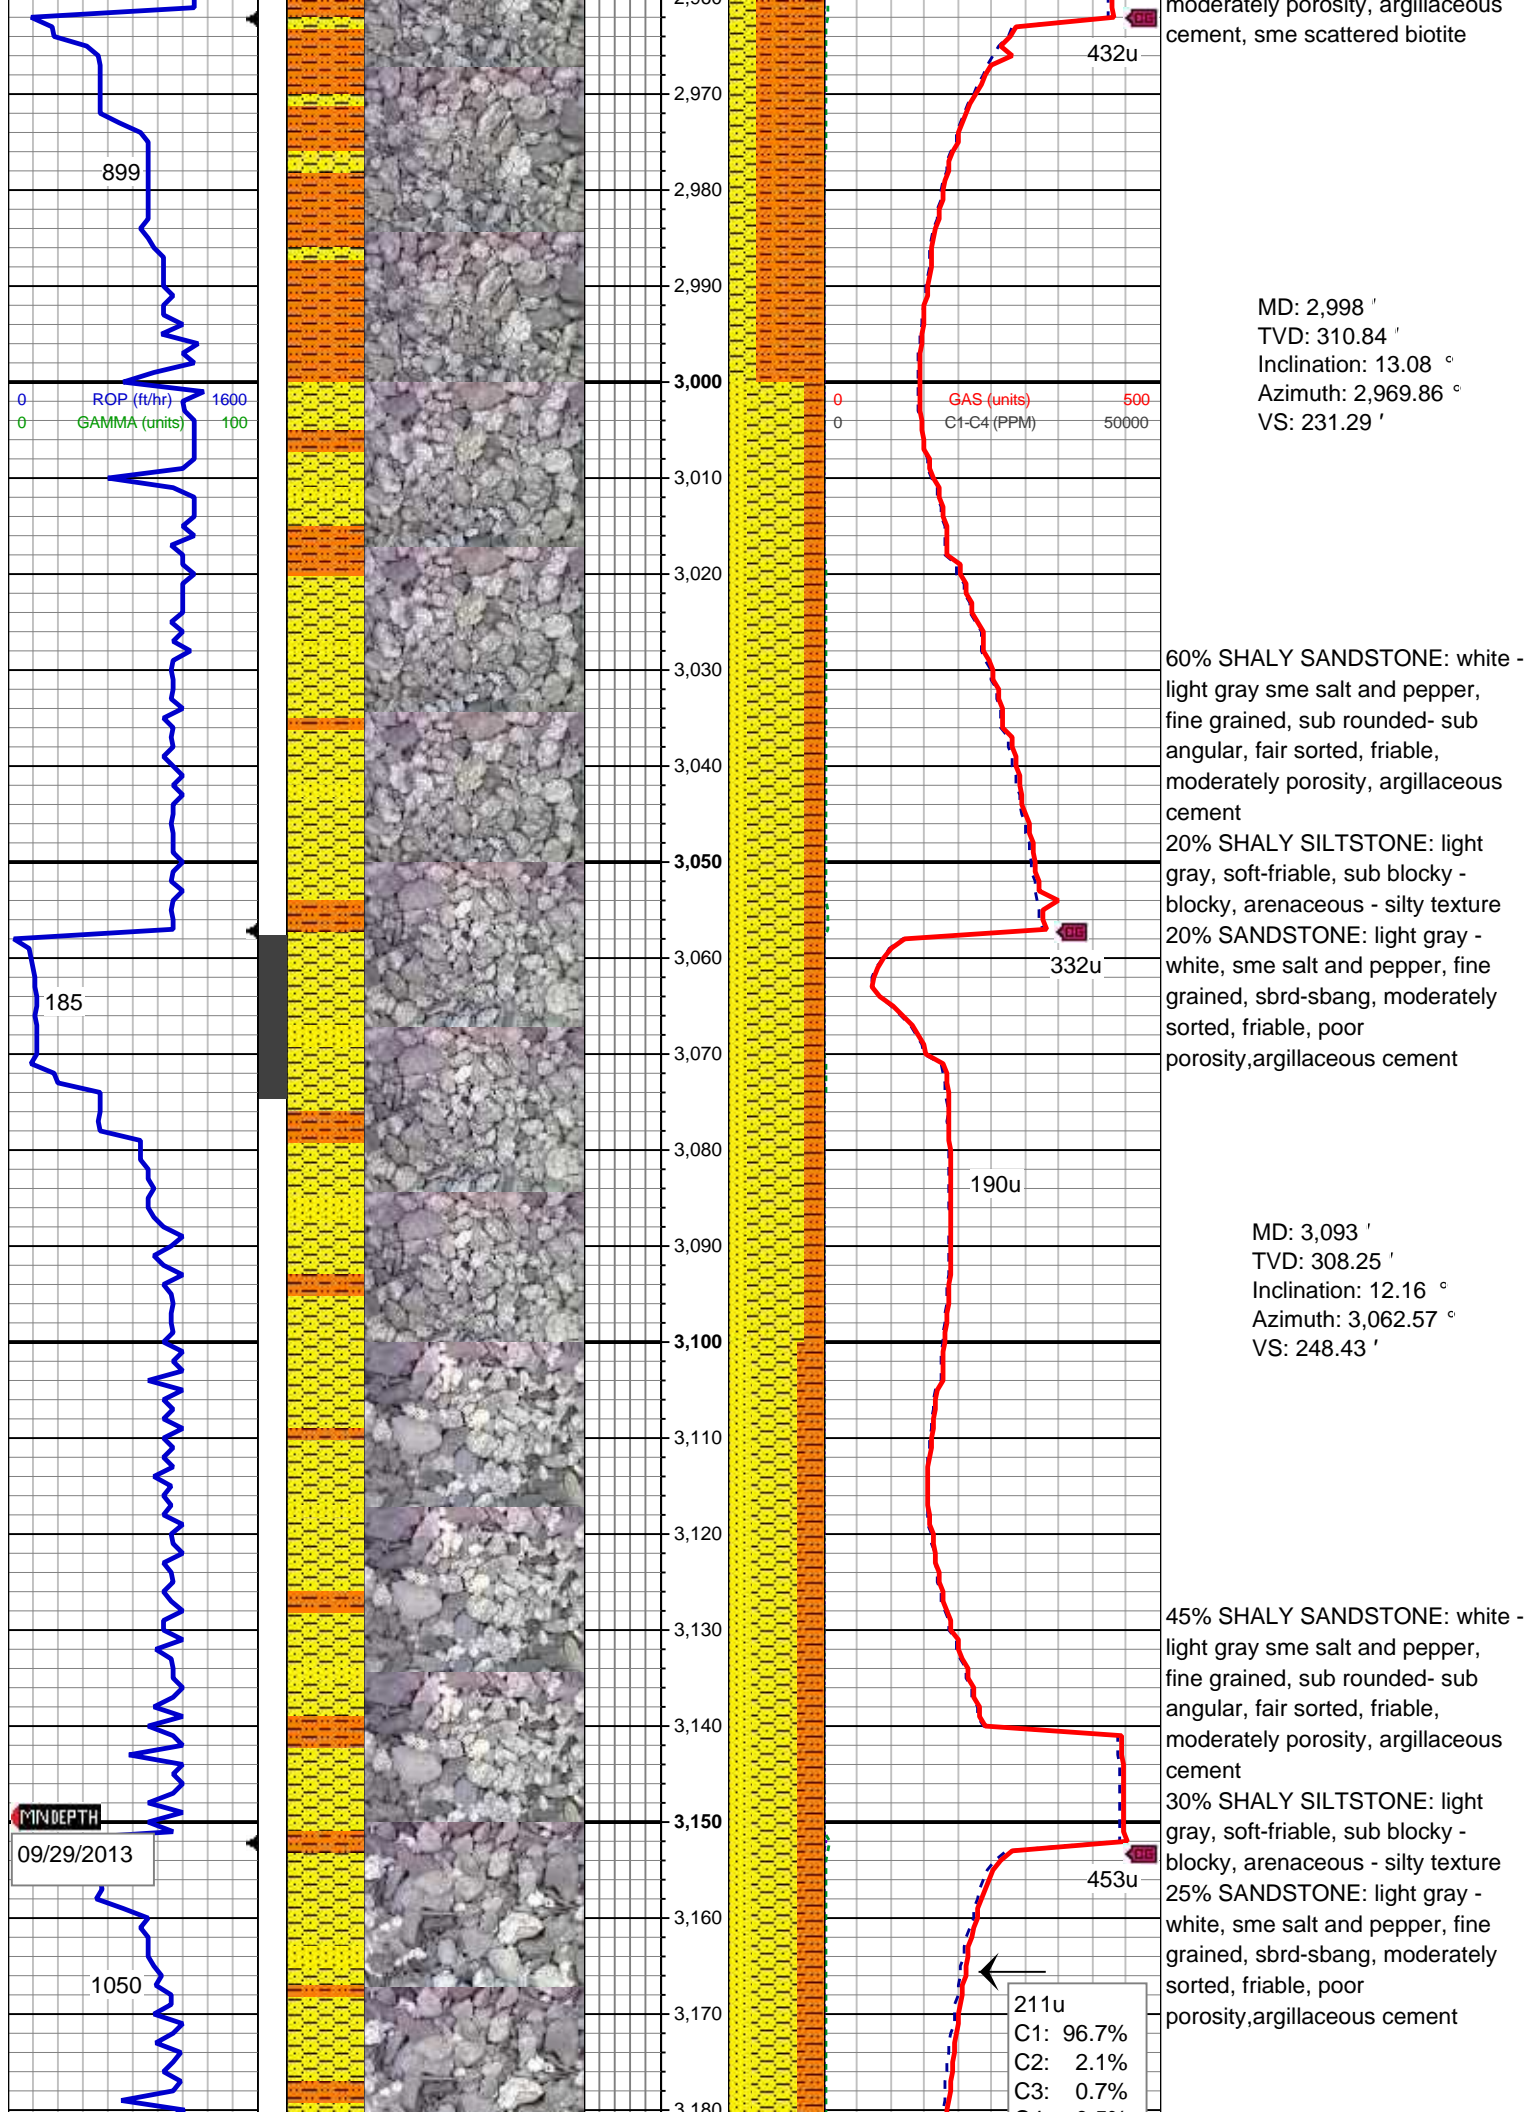 moderately porosity, argillaceous
cement, sme scattered biotite
432u
2,970
899
2,980
2,990
MD: 2,998 '
TVD: 310.84 '
Inclination: 13.08 °
Azimuth: 2,969.86 °
VS: 231.29 '
3,000
0 ROP (ft/hr) 1600
0 GAMMA (units) 100
0 GAS (units) 500
0 C1-C4 (PPM) 50000
3,010
3,020
3,030
3,040
3,050
60% SHALY SANDSTONE: white -
light gray sme salt and pepper,
fine grained, sub rounded- sub
angular, fair sorted, friable,
moderately porosity, argillaceous
cement
20% SHALY SILTSTONE: light
gray, soft-friable, sub blocky -
blocky, arenaceous - silty texture
20% SANDSTONE: light gray -
white, sme salt and pepper, fine
grained, sbrd-sbang, moderately
sorted, friable, poor
porosity,argillaceous cement
332u
3,060
185
3,070
3,080
190u
3,090
MD: 3,093 '
TVD: 308.25 '
Inclination: 12.16 °
Azimuth: 3,062.57 °
VS: 248.43 '
3,100
3,110
3,120
3,130
3,140
3,150
45% SHALY SANDSTONE: white -
light gray sme salt and pepper,
fine grained, sub rounded- sub
angular, fair sorted, friable,
moderately porosity, argillaceous
cement
30% SHALY SILTSTONE: light
gray, soft-friable, sub blocky -
blocky, arenaceous - silty texture
25% SANDSTONE: light gray -
white, sme salt and pepper, fine
grained, sbrd-sbang, moderately
sorted, friable, poor
porosity,argillaceous cement
MN DEPTH
09/29/2013
453u
3,160
1050
3,170
211u
C1: 96.7%
C2: 2.1%
C3: 0.7%
3,180